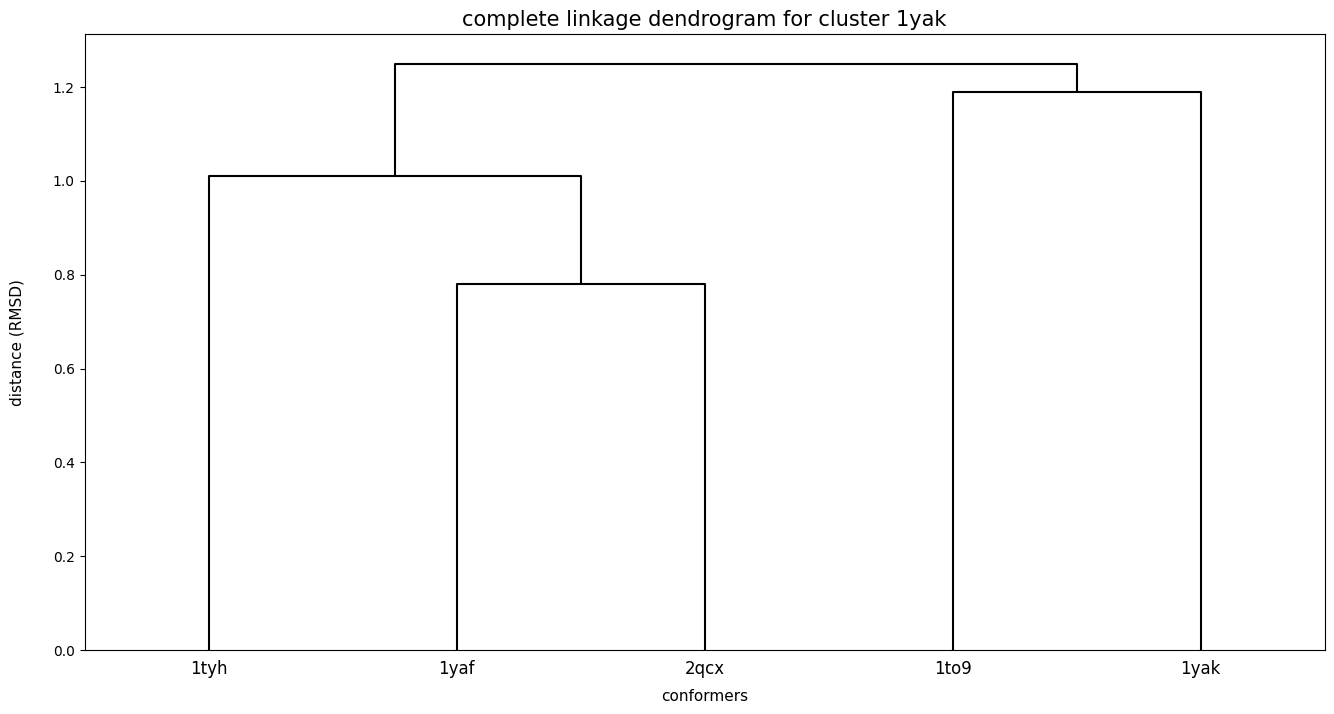 complete linkage dendrogram for cluster 1yak
1.2
1.0
0.8
0.6
0.4
0.2
0.0
distance (RMSD)
1tyh 1yaf 2qcx 1to9 1yak
conformers